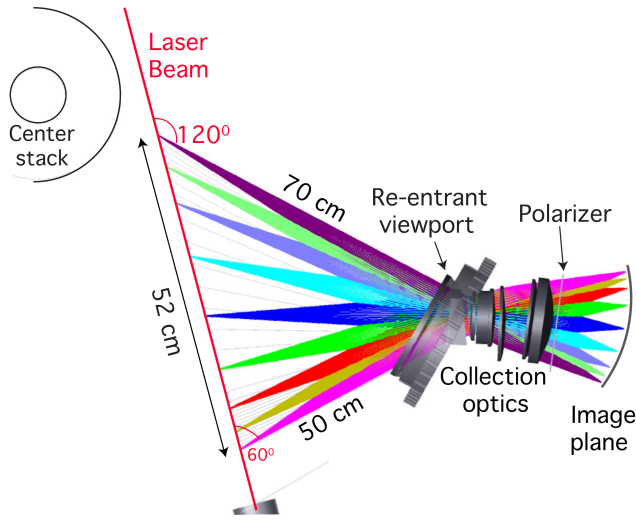 Laser
Beam
Center
stack
120⁰
70 cm
Re-entrant
viewport
Polarizer
52 cm
Collection
optics
50 cm
Image
plane
60⁰